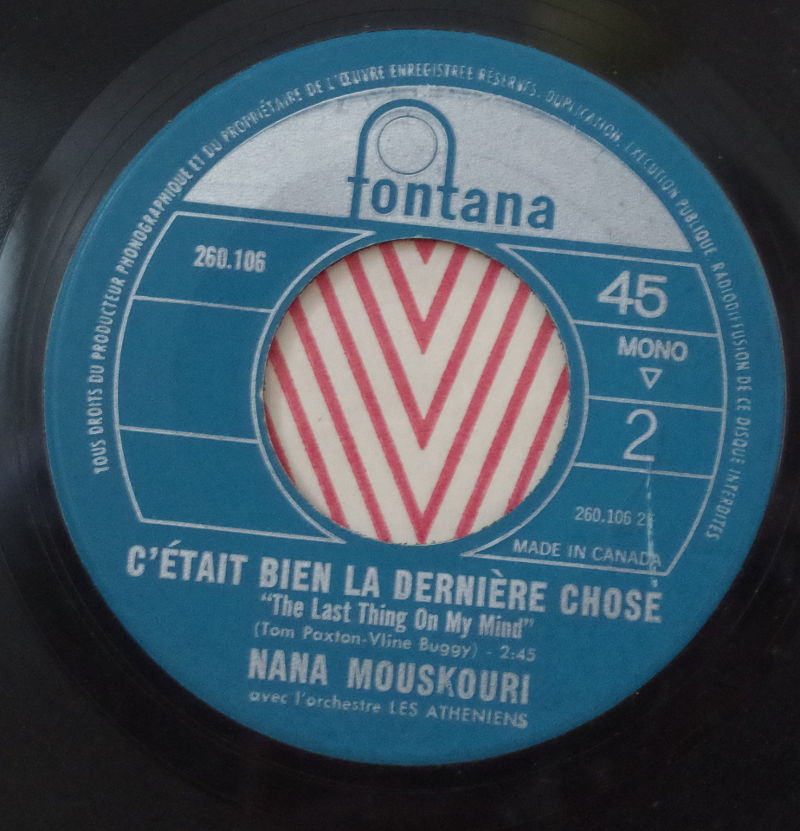 TOUS DROITS DU PRODUCTEUR PHONOGRAPHIQUE ET DU PROPRIÉTAIRE DE L'ŒUVRE ENREGISTRÉE RÉSERVÉS. DUPLICATION, EXÉCUTION PUBLIQUE RADIODIFFUSION DE CE DISQUE INTERDITES
fontana
260.106
45
MONO
2
260.106
MADE IN CANADA
C'ÉTAIT BIEN LA DERNIÈRE CHOSE
"The Last Thing On My Mind"
(Tom Paxton-Vline Buggy) - 2:45
NANA MOUSKOURI
avec l'orchestre LES ATHENIENS